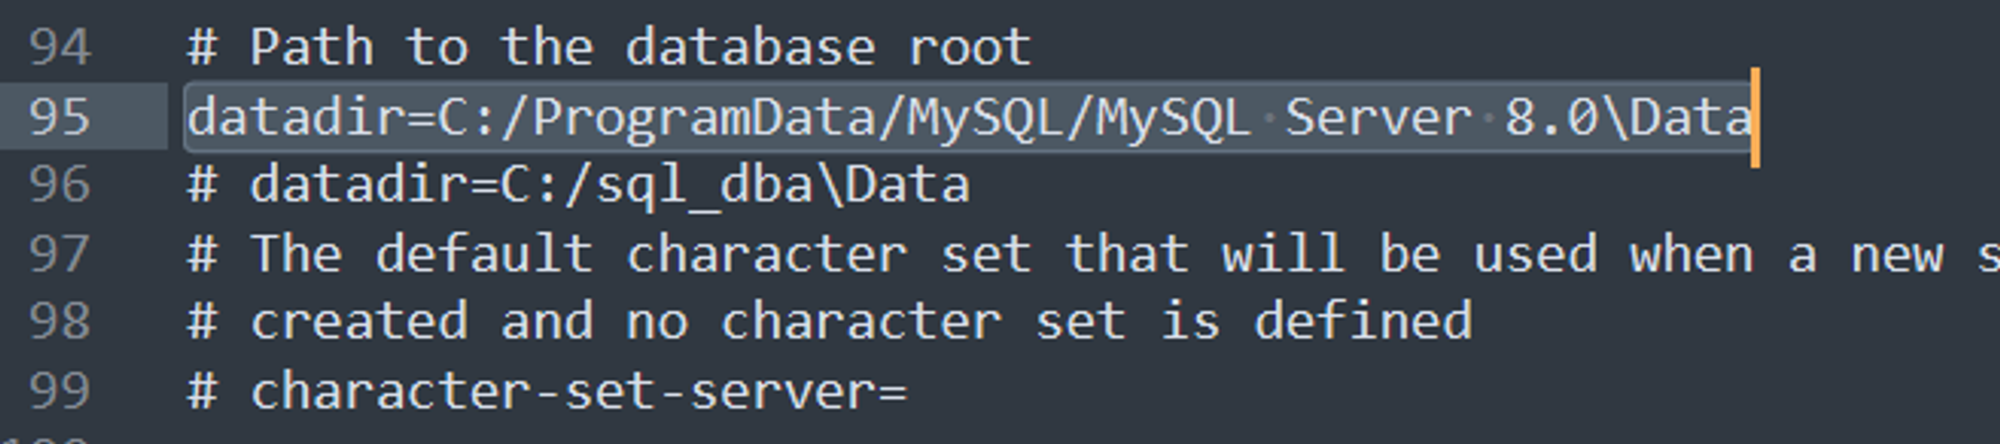 94 # Path to the database root
95 datadir=C:/ProgramData/MySQL/MySQL Server 8.0\Data
96 # datadir=C:/sql_dba\Data
97 # The default character set that will be used when a new s
98 # created and no character set is defined
99 # character-set-server=